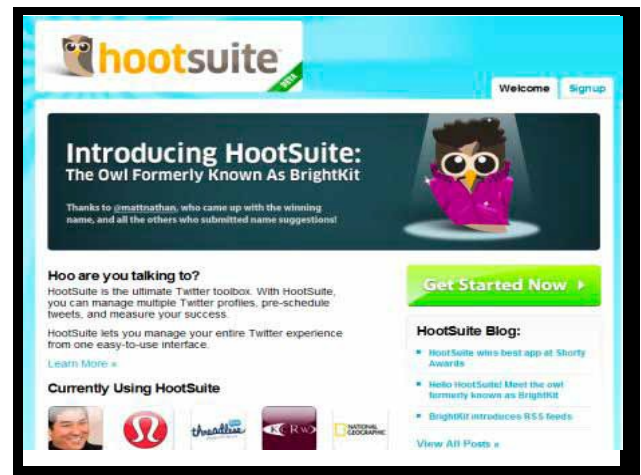 hootsuite
BETA
Welcome Signup
Introducing HootSuite:
The Owl Formerly Known As BrightKit
Thanks to @mattnathan, who came up with the winning
name, and all the others who submitted name suggestions!
Hoo are you talking to?
HootSuite is the ultimate Twitter toolbox. With HootSuite,
you can manage multiple Twitter profiles, pre-schedule
tweets, and measure your success.
HootSuite lets you manage your entire Twitter experience
from one easy-to-use interface.
Learn More »
Currently Using HootSuite
threadless
KCRW
NATIONAL
GEOGRAPHIC
Get Started Now
HootSuite Blog:
HootSuite wins best app at Shorty
Awards
Hello HootSuite! Meet the owl
formerly known as BrightKit
BrightKit introduces RSS feeds
View All Posts »